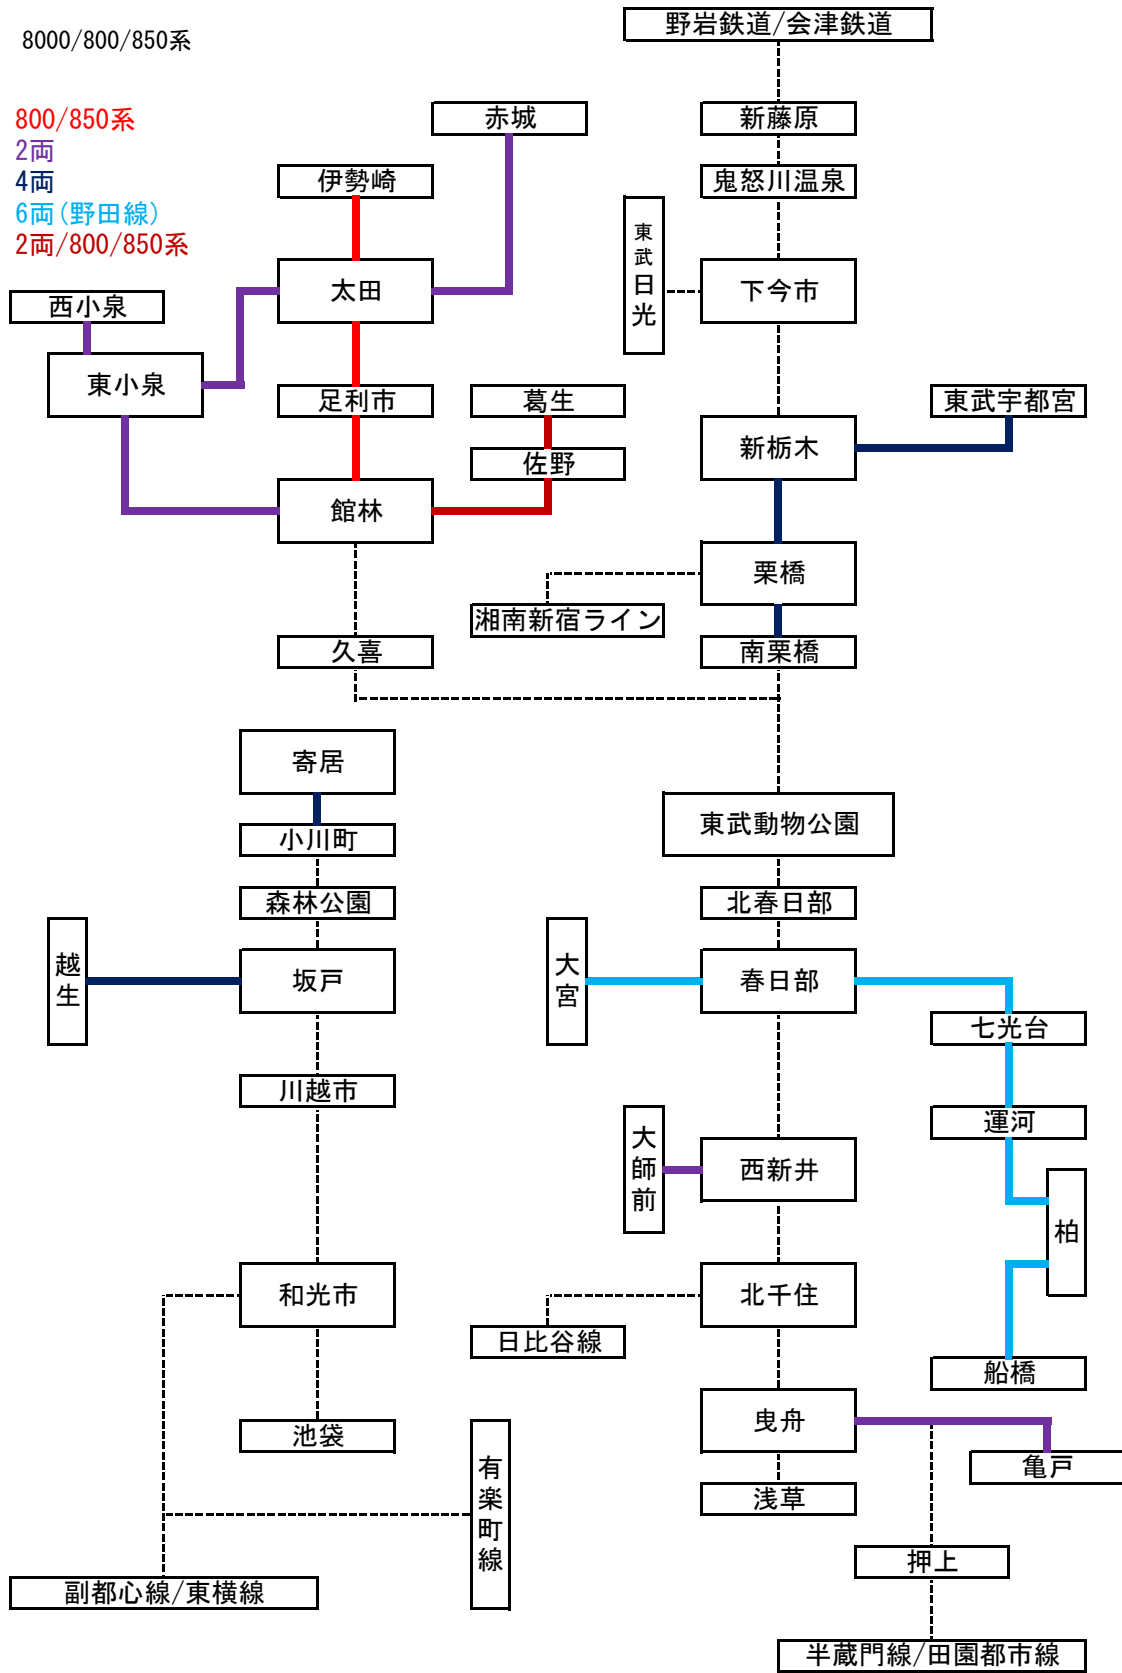 8000/800/850系
野岩鉄道/会津鉄道
800/850系
2両
4両
6両(野田線)
2両/800/850系
赤城
新藤原
伊勢崎
鬼怒川温泉
東武日光
太田
下今市
西小泉
東小泉
足利市
葛生
東武宇都宮
佐野
新栃木
館林
栗橋
湘南新宿ライン
久喜
南栗橋
寄居
東武動物公園
小川町
森林公園
北春日部
越生
坂戸
大宮
春日部
七光台
川越市
運河
大師前
西新井
柏
和光市
北千住
日比谷線
船橋
池袋
曳舟
有楽町線
亀戸
浅草
押上
副都心線/東横線
半蔵門線/田園都市線